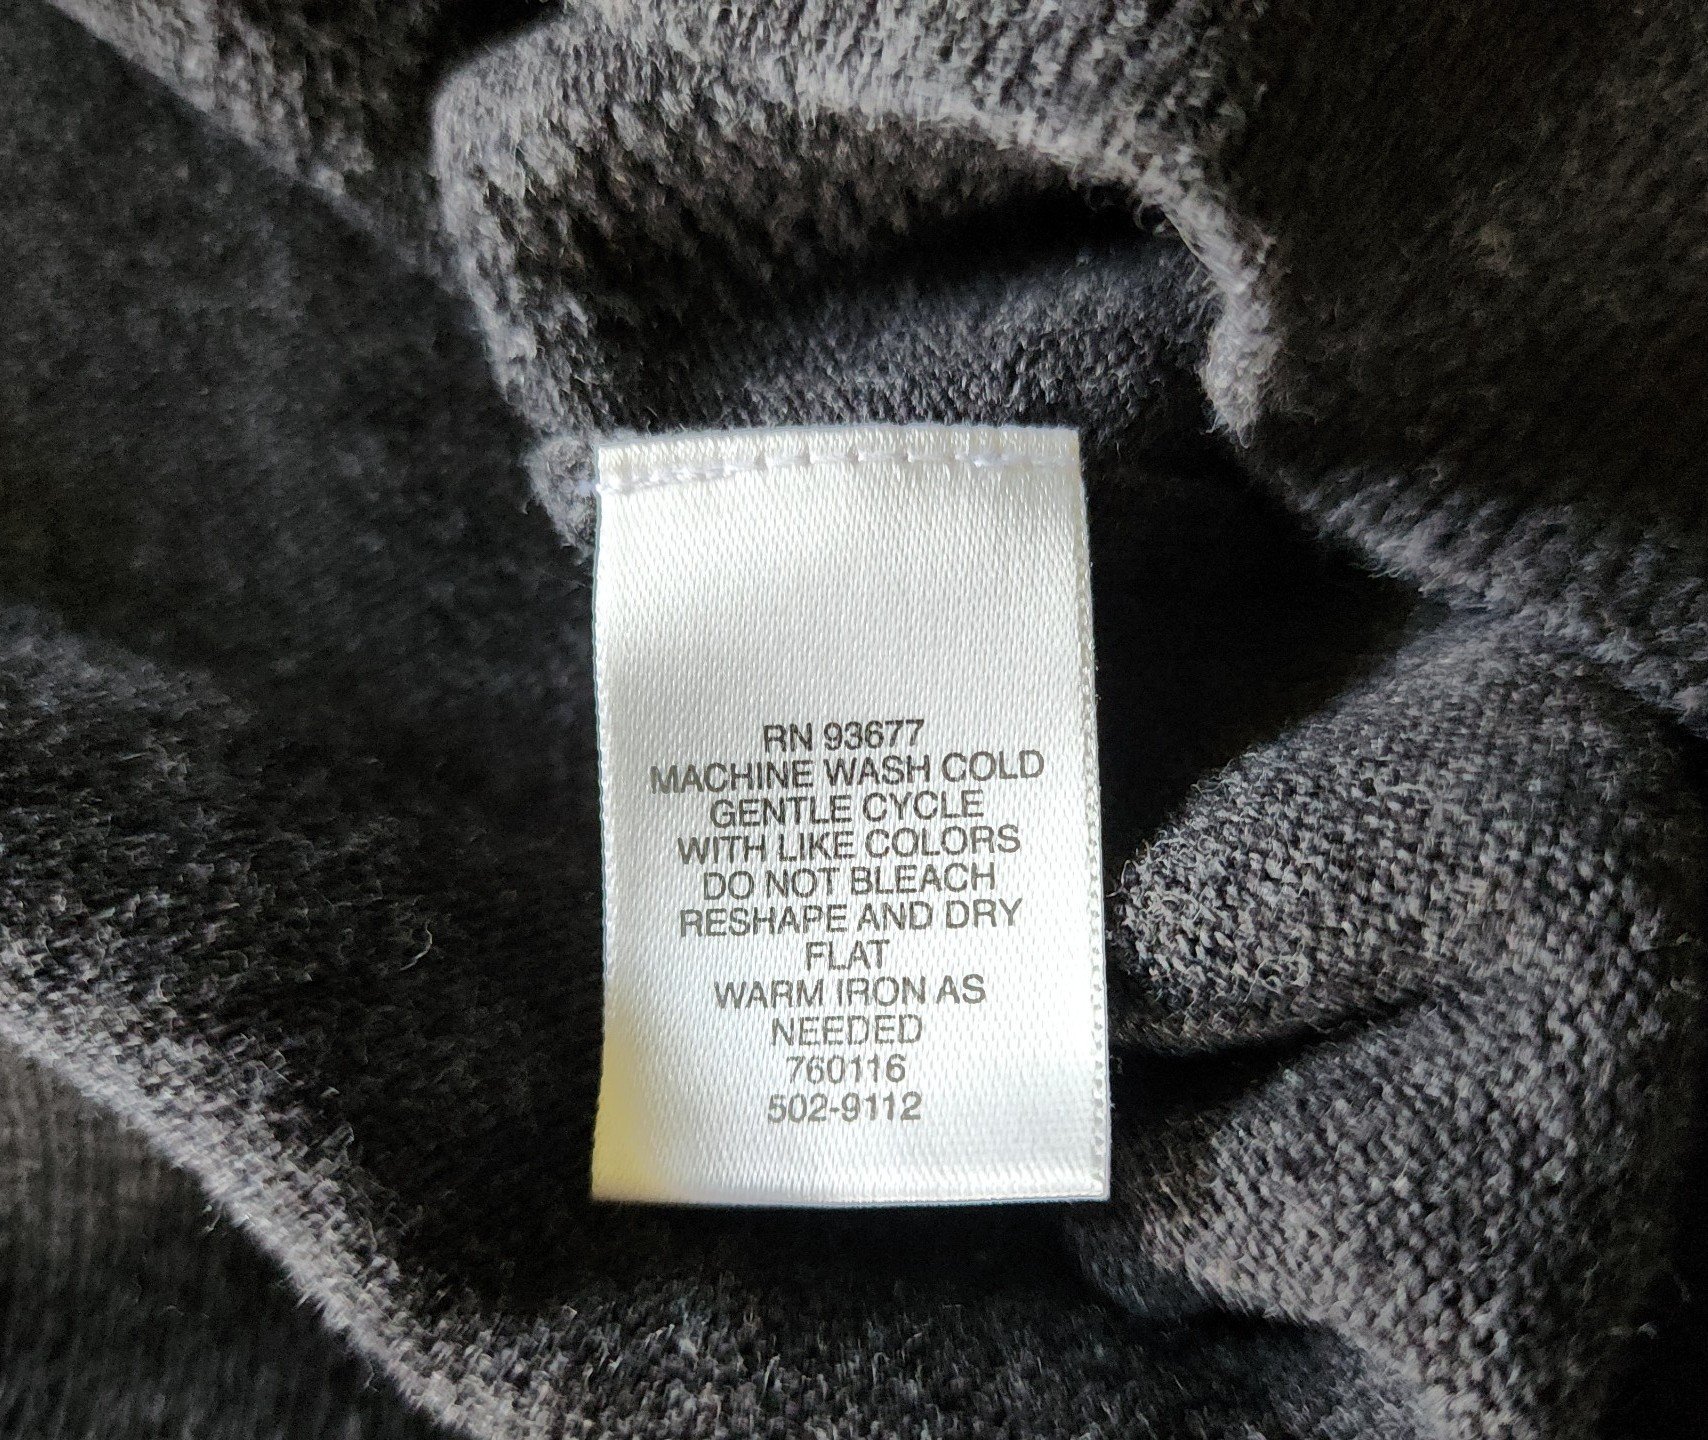 RN 93677
MACHINE WASH COLD
GENTLE CYCLE
WITH LIKE COLORS
DO NOT BLEACH
RESHAPE AND DRY
FLAT
WARM IRON AS
NEEDED
760116
502-9112